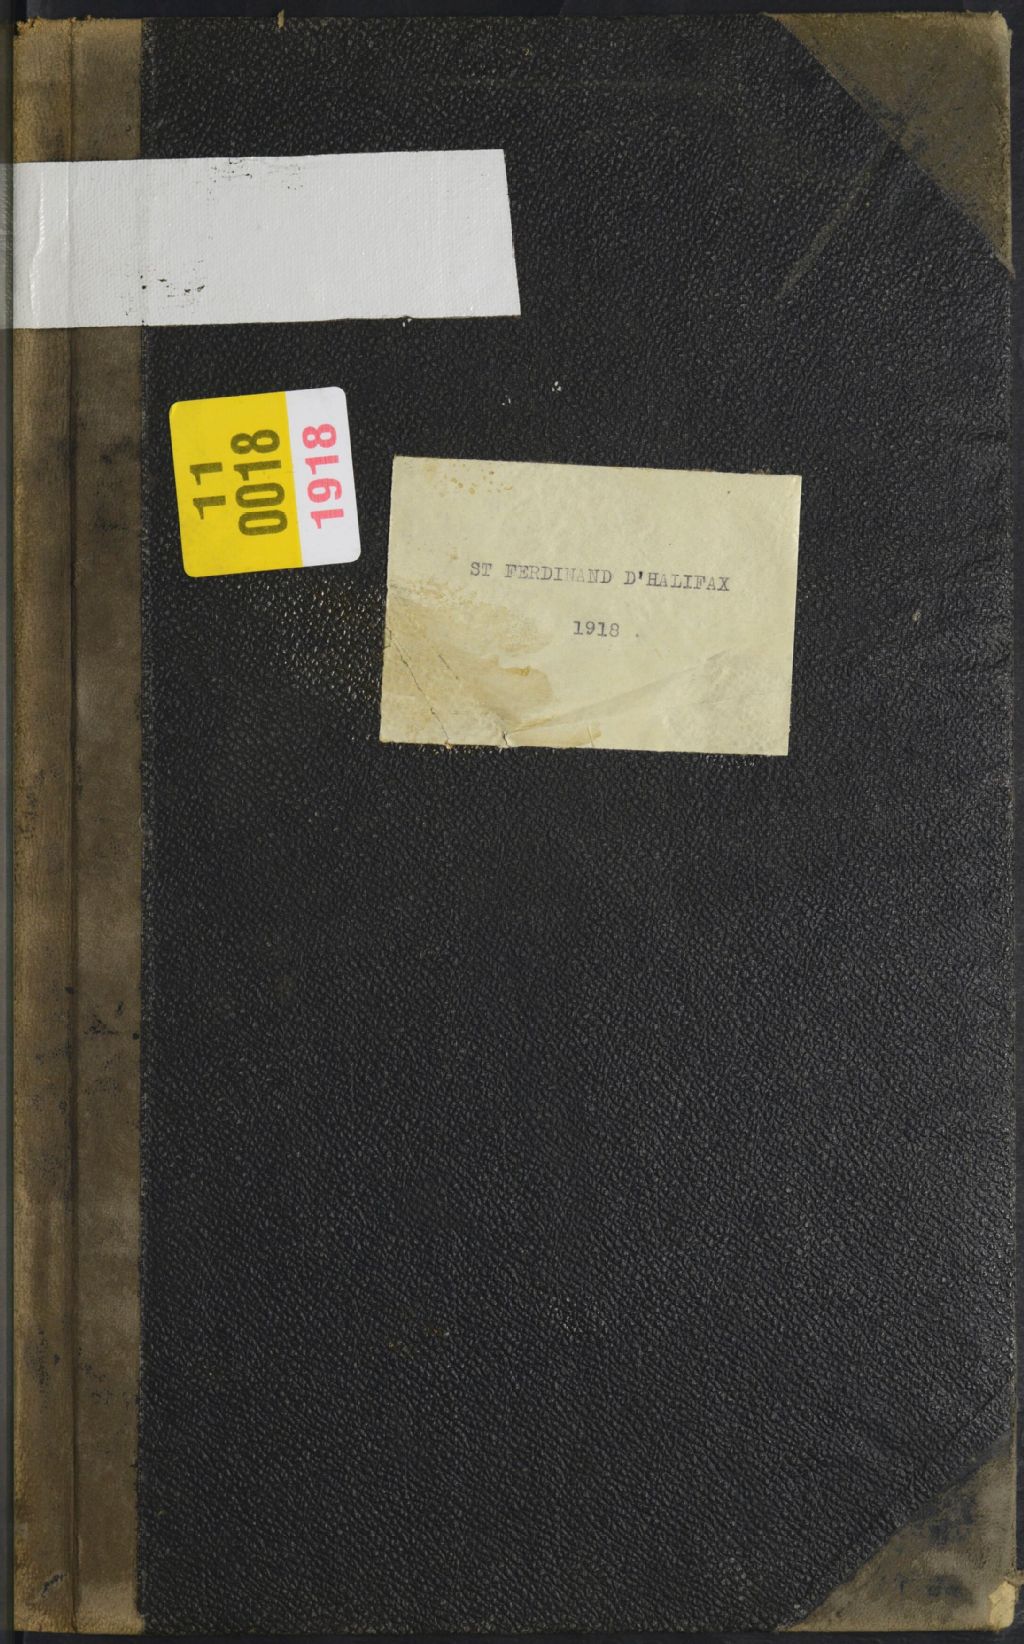 11
0018
1918
ST FERDINAND D'HALIFAX
1918 .